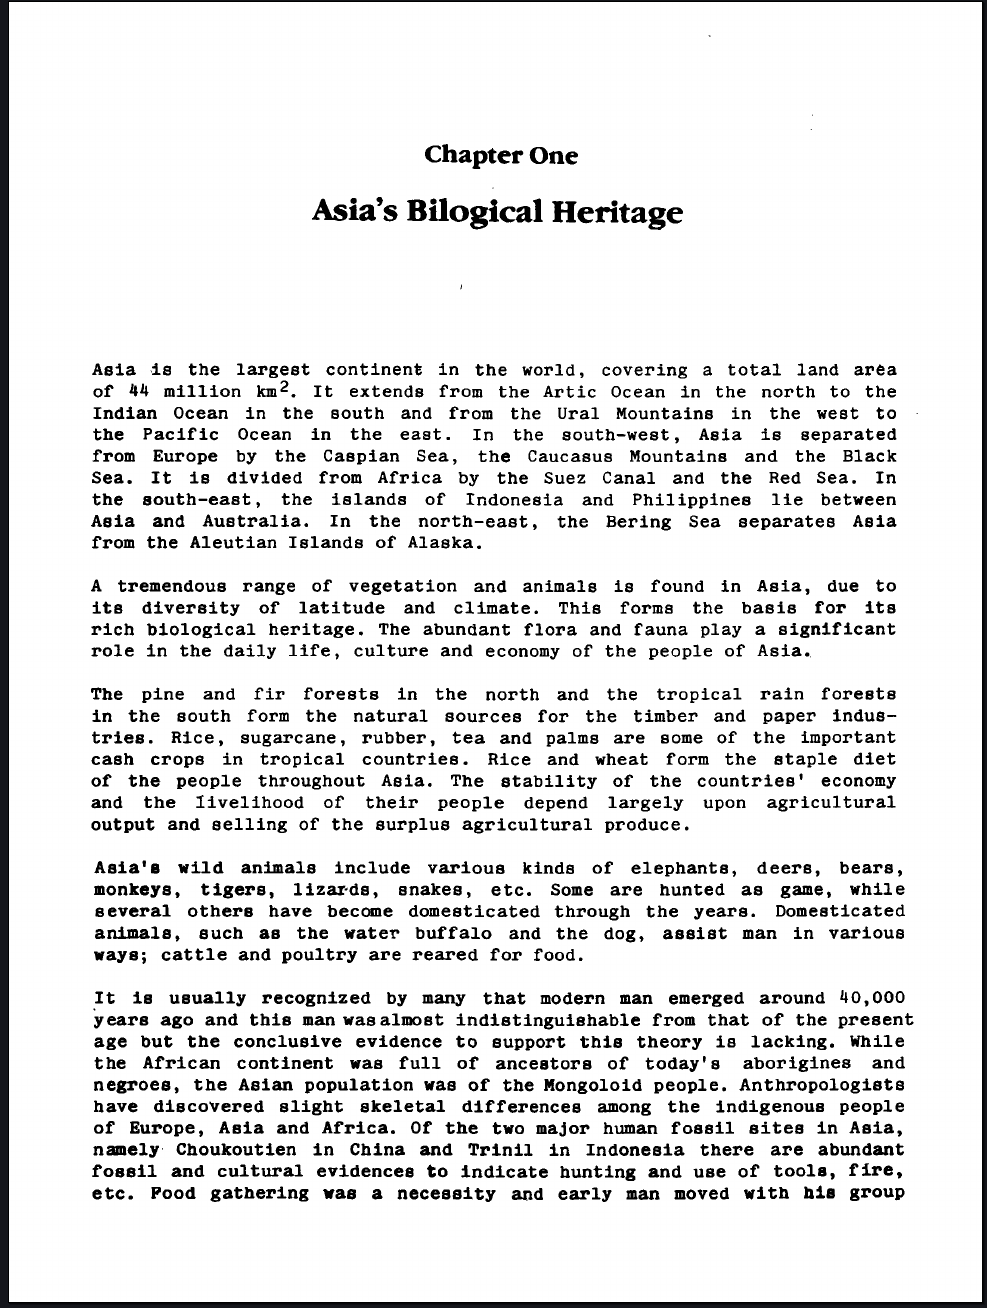 Chapter One
Asia's Bilogical Heritage
Asia is the largest continent in the world, covering a total land area
of 44 million km². It extends from the Artic Ocean in the north to the
Indian Ocean in the south and from the Ural Mountains in the west to
the Pacific Ocean in the east. In the south-west, Asia is separated
from Europe by the Caspian Sea, the Caucasus Mountains and the Black
Sea. It is divided from Africa by the Suez Canal and the Red Sea. In
the south-east, the islands of Indonesia and Philippines lie between
Asia and Australia. In the north-east, the Bering Sea separates Asia
from the Aleutian Islands of Alaska.
A tremendous range of vegetation and animals is found in Asia, due to
its diversity of latitude and climate. This forms the basis for its
rich biological heritage. The abundant flora and fauna play a significant
role in the daily life, culture and economy of the people of Asia.
The pine and fir forests in the north and the tropical rain forests
in the south form the natural sources for the timber and paper indus-
tries. Rice, sugarcane, rubber, tea and palms are some of the important
cash crops in tropical countries. Rice and wheat form the staple diet
of the people throughout Asia. The stability of the countries' economy
and the livelihood of their people depend largely upon agricultural
output and selling of the surplus agricultural produce.
Asia's wild animals include various kinds of elephants, deers, bears,
monkeys, tigers, lizards, snakes, etc. Some are hunted as game, while
several others have become domesticated through the years. Domesticated
animals, such as the water buffalo and the dog, assist man in various
ways; cattle and poultry are reared for food.
It is usually recognized by many that modern man emerged around 40,000
years ago and this man was almost indistinguishable from that of the present
age but the conclusive evidence to support this theory is lacking. While
the African continent was full of ancestors of today's aborigines and
negroes, the Asian population was of the Mongoloid people. Anthropologists
have discovered slight skeletal differences among the indigenous people
of Europe, Asia and Africa. Of the two major human fossil sites in Asia,
namely Choukoutien in China and Trinil in Indonesia there are abundant
fossil and cultural evidences to indicate hunting and use of tools, fire,
etc. Food gathering was a necessity and early man moved with his group